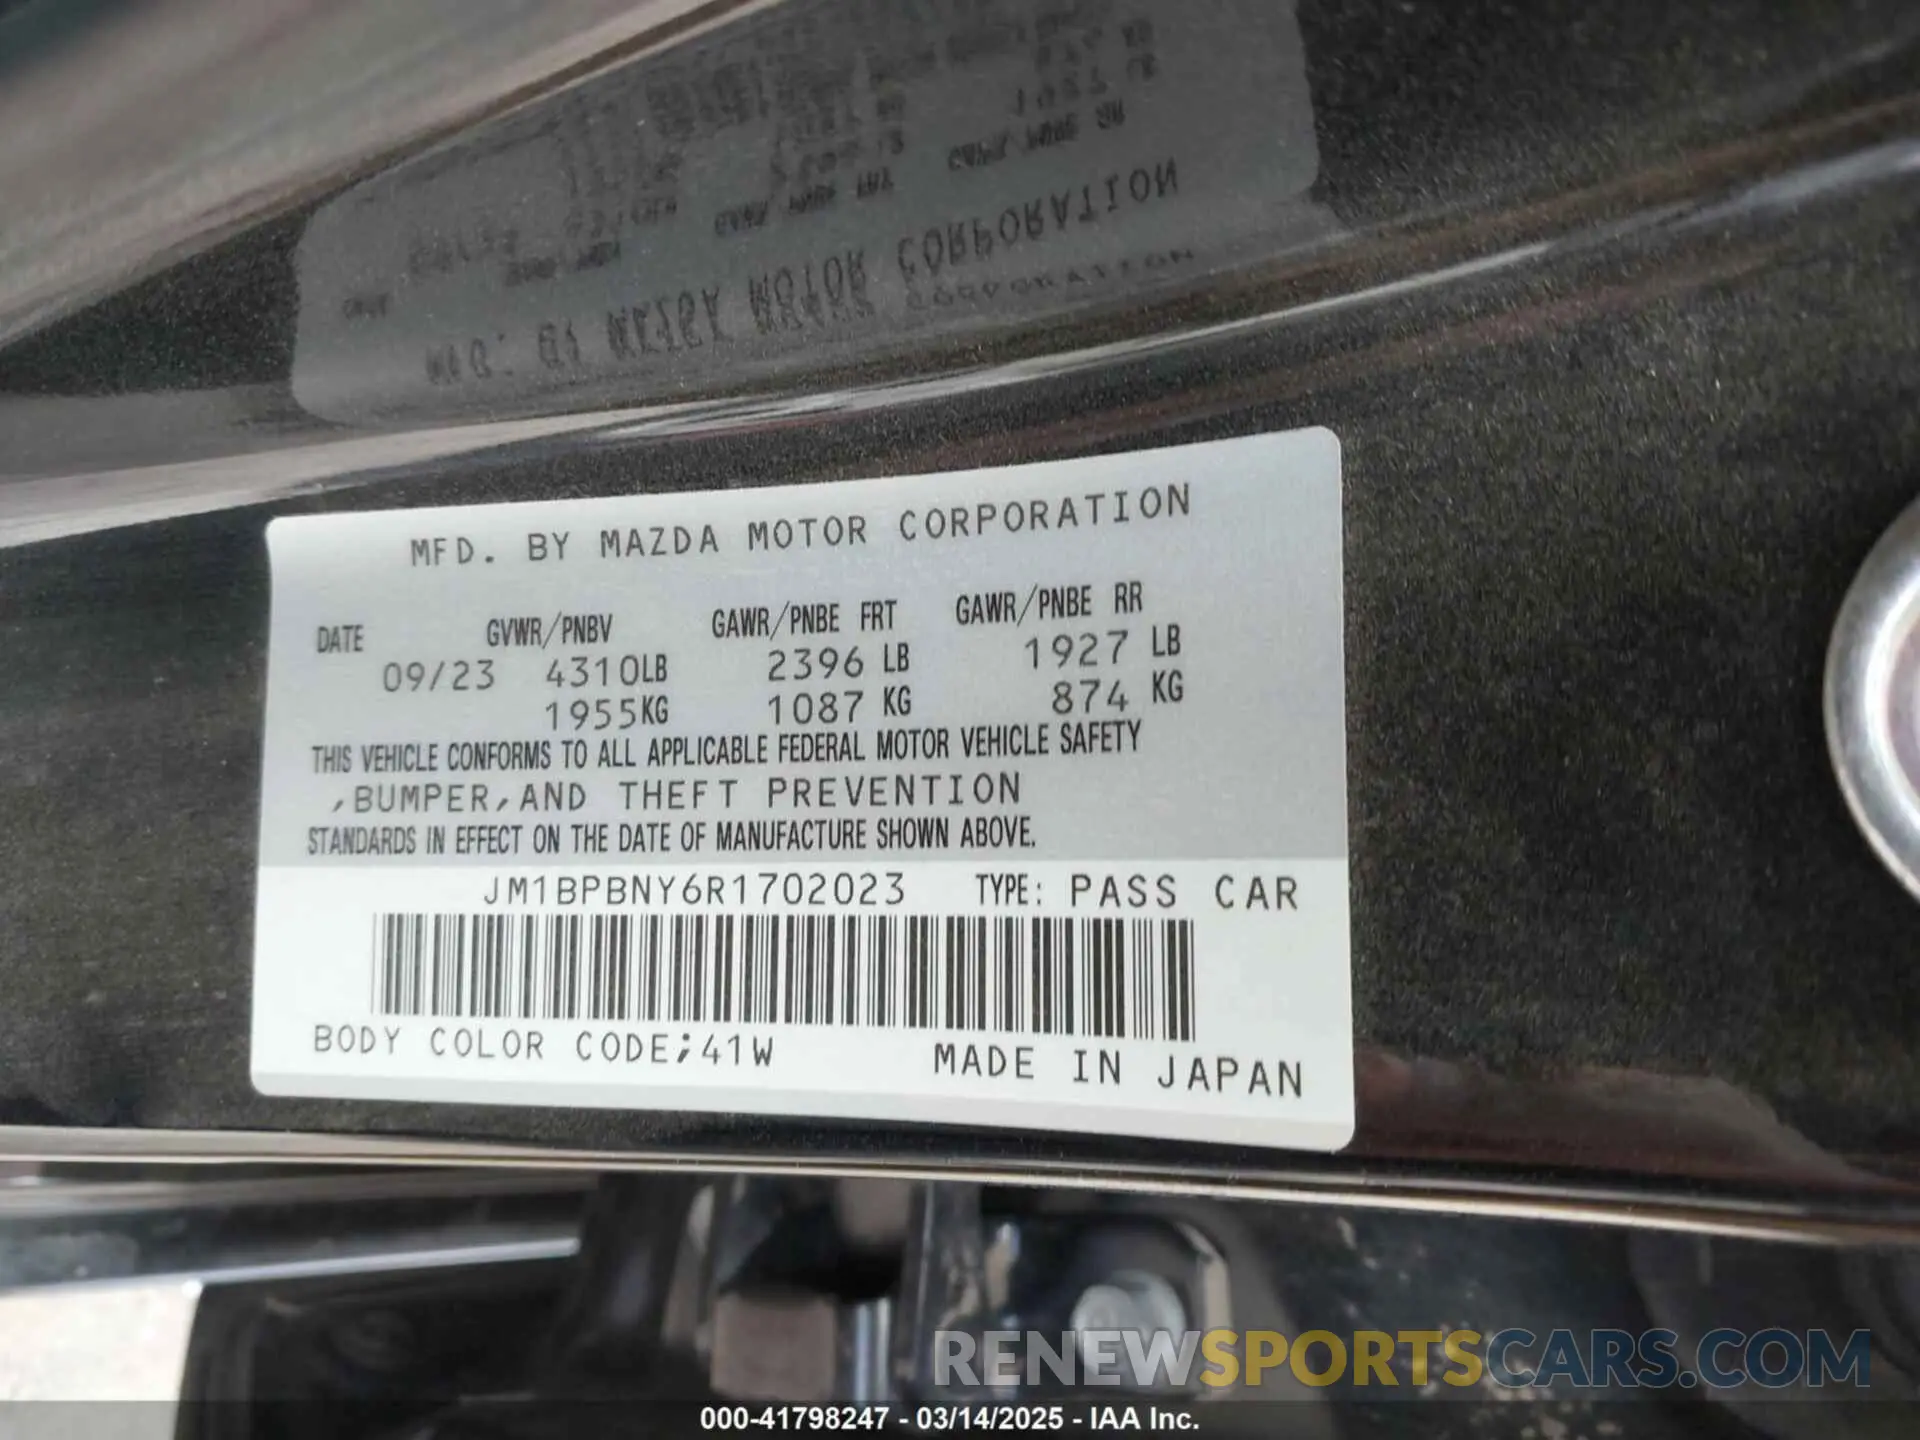 MFD. BY MAZDA MOTOR CORPORATION
DATE GVWR/PNBV GAWR/PNBE FRT GAWR/PNBE RR
09/23 4310LB 2396 LB 1927 LB
1955KG 1087 KG 874 KG
THIS VEHICLE CONFORMS TO ALL APPLICABLE FEDERAL MOTOR VEHICLE SAFETY
,BUMPER,AND THEFT PREVENTION
STANDARDS IN EFFECT ON THE DATE OF MANUFACTURE SHOWN ABOVE.
JM1BPBNY6R1702023 TYPE: PASS CAR
BODY COLOR CODE;41W MADE IN JAPAN
RENEWSPORTSCARS.COM
000-41798247 - 03/14/2025 - IAA Inc.